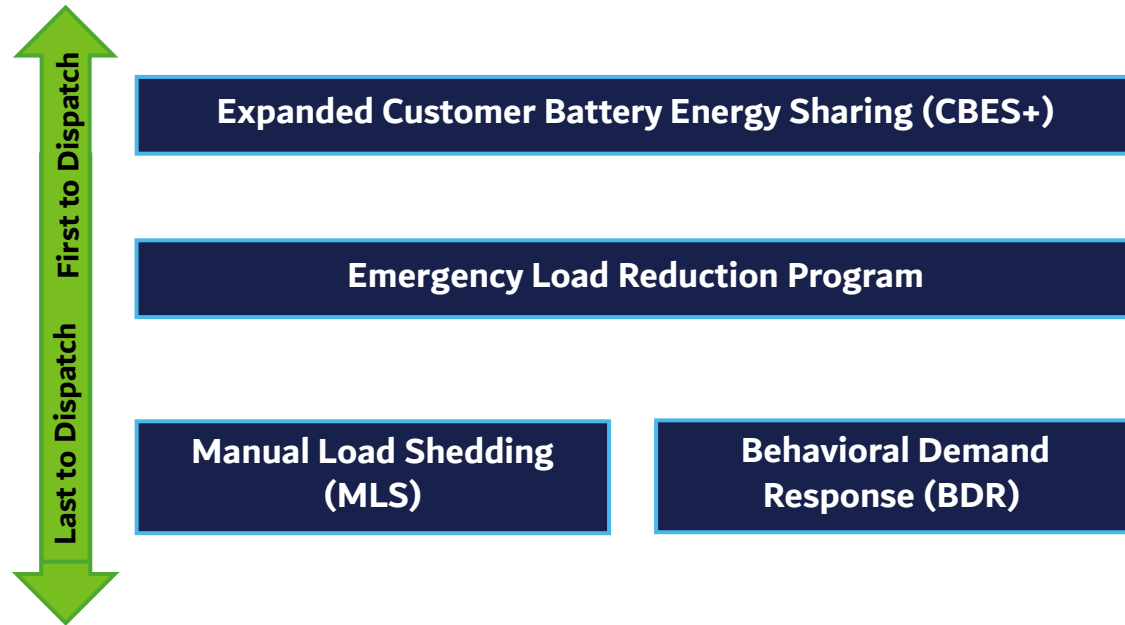 First to Dispatch
Expanded Customer Battery Energy Sharing (CBES+)
Emergency Load Reduction Program
Last to Dispatch
Manual Load Shedding
(MLS)
Behavioral Demand
Response (BDR)